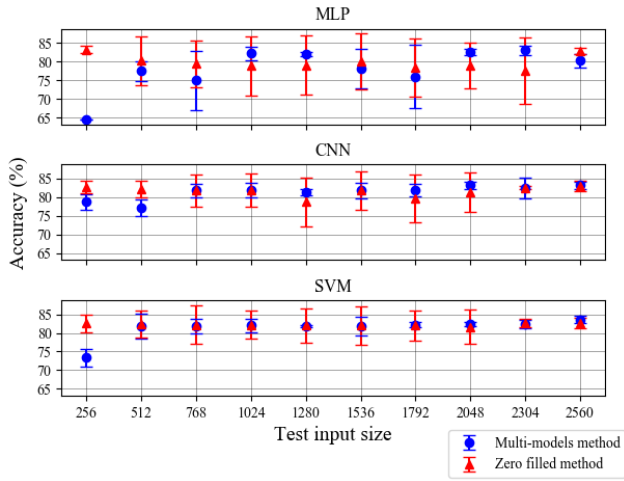 MLP
85
80
75
70
65
CNN
85
80
75
70
65
Accuracy (%)
SVM
85
80
75
70
65
256 512 768 1024 1280 1536 1792 2048 2304 2560
Test input size
Multi-models method
Zero filled method